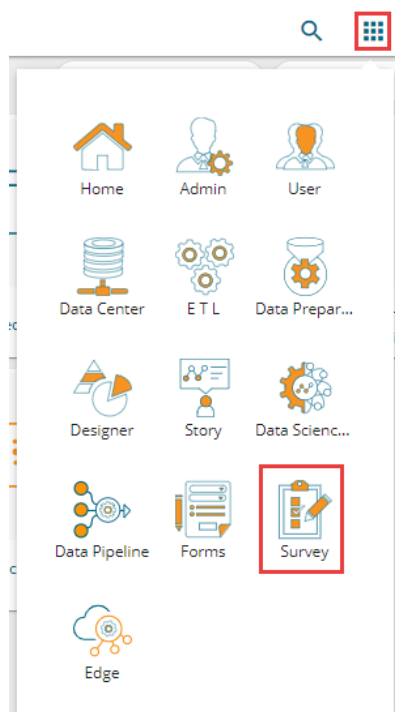 Home Admin User
Data Center E T L Data Prepar...
Designer Story Data Scienc...
Data Pipeline Forms Survey
Edge